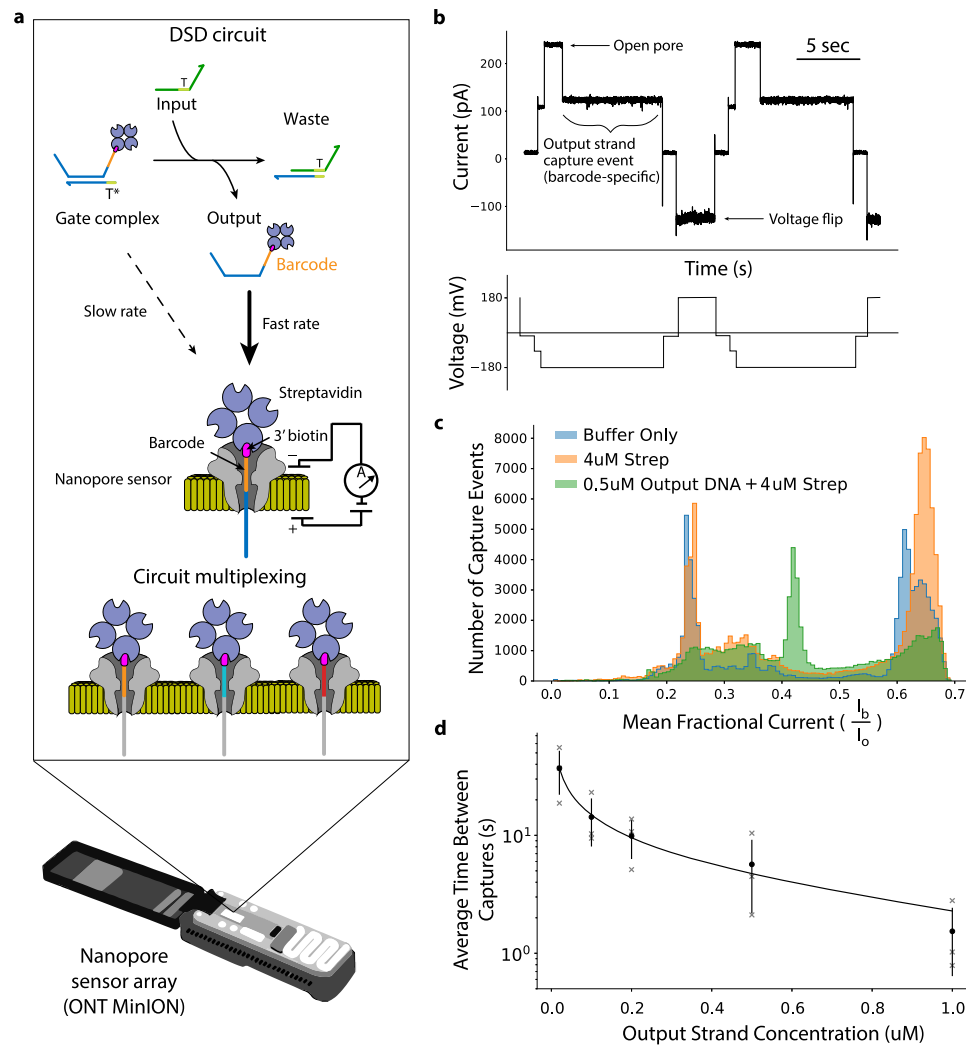 a
DSD circuit
T
Input
Waste
T
T*
Gate complex
Output
Barcode
Slow rate
Fast rate
Streptavidin
Barcode
3' biotin
−
A
Nanopore sensor
+
Circuit multiplexing
Nanopore
sensor array
(ONT MinION)
b
Open pore
5 sec
200
100
0
−100
Current (pA)
Output strand
capture event
(barcode-specific)
Voltage flip
Time (s)
180
−180
Voltage (mV)
c
Buffer Only
4uM Strep
0.5uM Output DNA + 4uM Strep
8000
7000
6000
5000
4000
3000
2000
1000
0
Number of Capture Events
0.0 0.1 0.2 0.3 0.4 0.5 0.6 0.7
Mean Fractional Current ( Ib / Io )
d
10^1
10^0
Average Time Between
Captures (s)
0.0 0.2 0.4 0.6 0.8 1.0
Output Strand Concentration (uM)